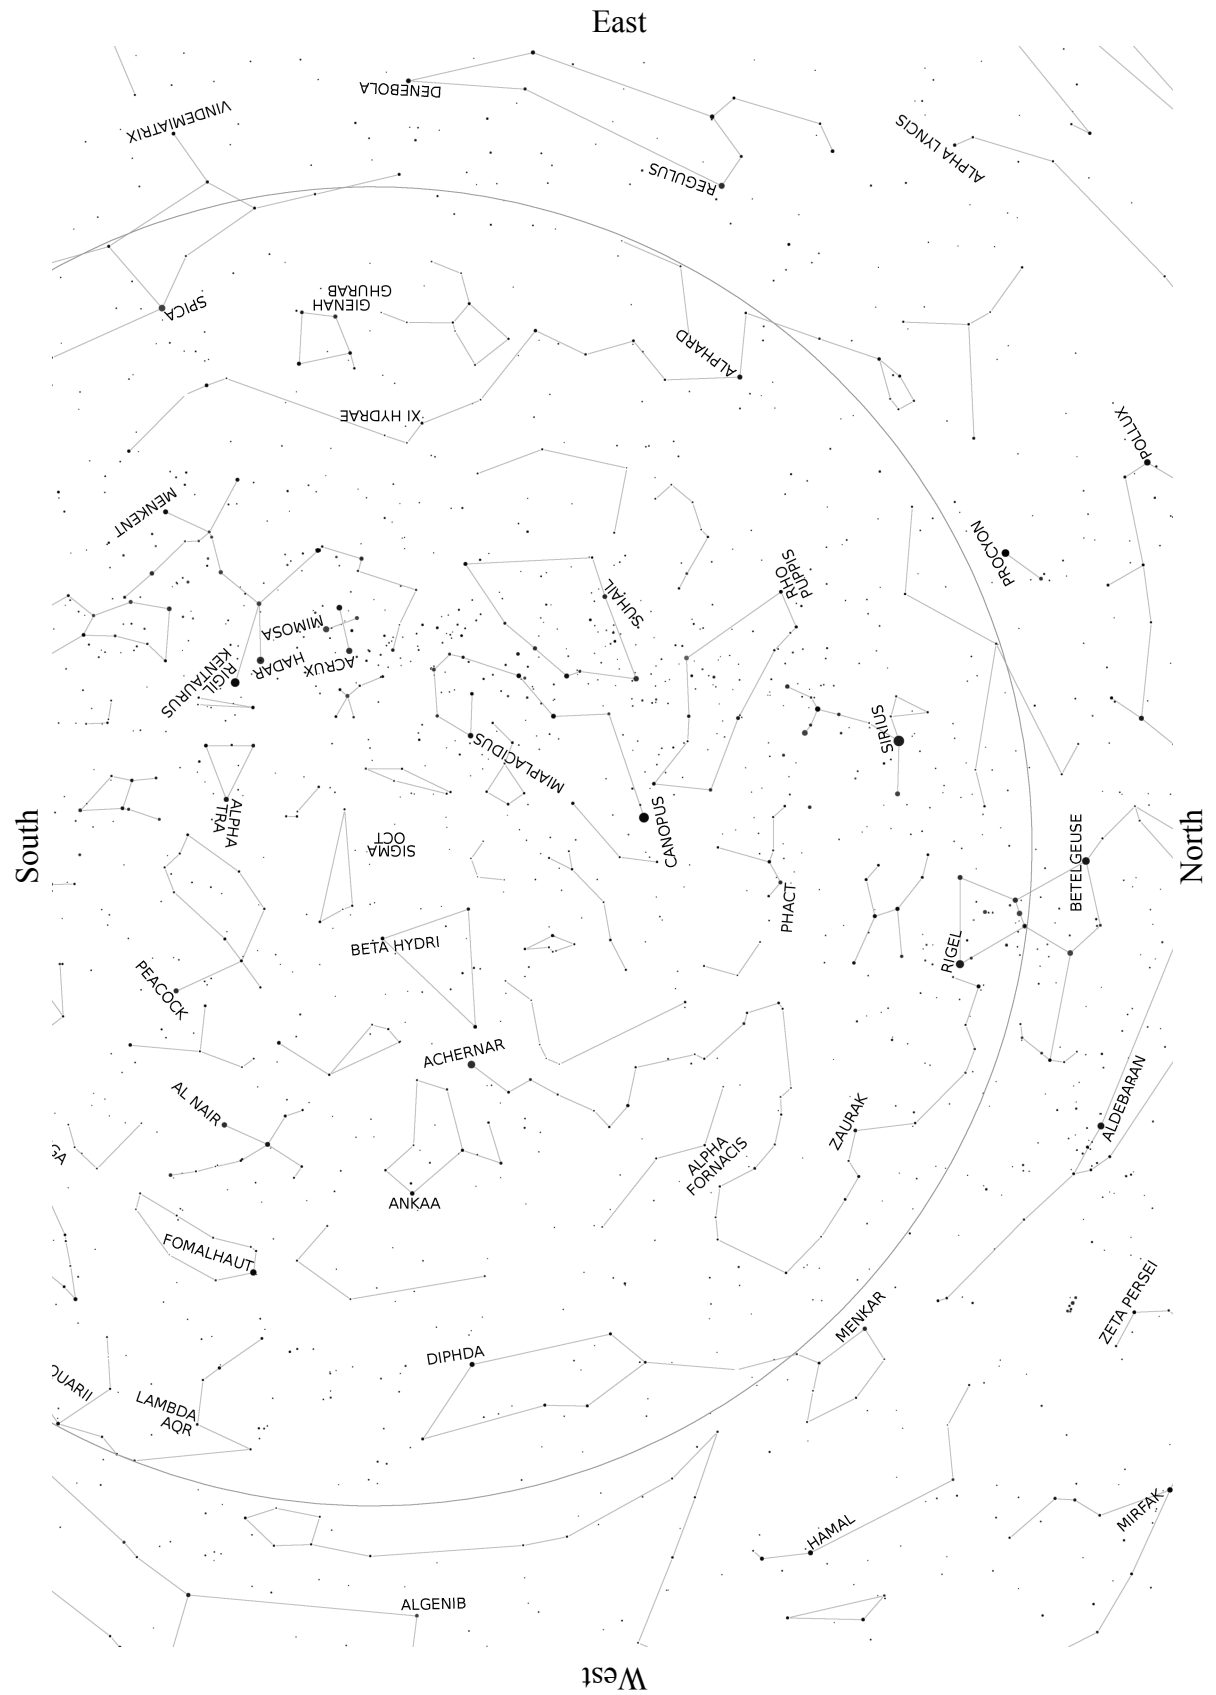 East
DENEBOLA
VINDEMIATRIX
ALPHA LYNCIS
REGULUS
GHURAB
GIENAH
SPICA
ALPHARD
XI HYDRAE
POLLUX
MENKENT
PROCYON
RHO
PUPPIS
SUHAIL
MIMOSA
HADAR
ACRUX
RIGIL
KENTAURUS
SIRIUS
MIAPLACIDUS
ALPHA
TRA
CANOPUS
South
SIGMA
OCT
North
BETELGEUSE
PHACT
BETA HYDRI
RIGEL
PEACOCK
ACHERNAR
AL NAIR
ALDEBARAN
ZAURAK
GA
ALPHA
FORNACIS
ANKAA
FOMALHAUT
MENKAR
ZETA PERSEI
DIPHDA
QUARII
LAMBDA
AQR
MIRFAK
HAMAL
ALGENIB
West